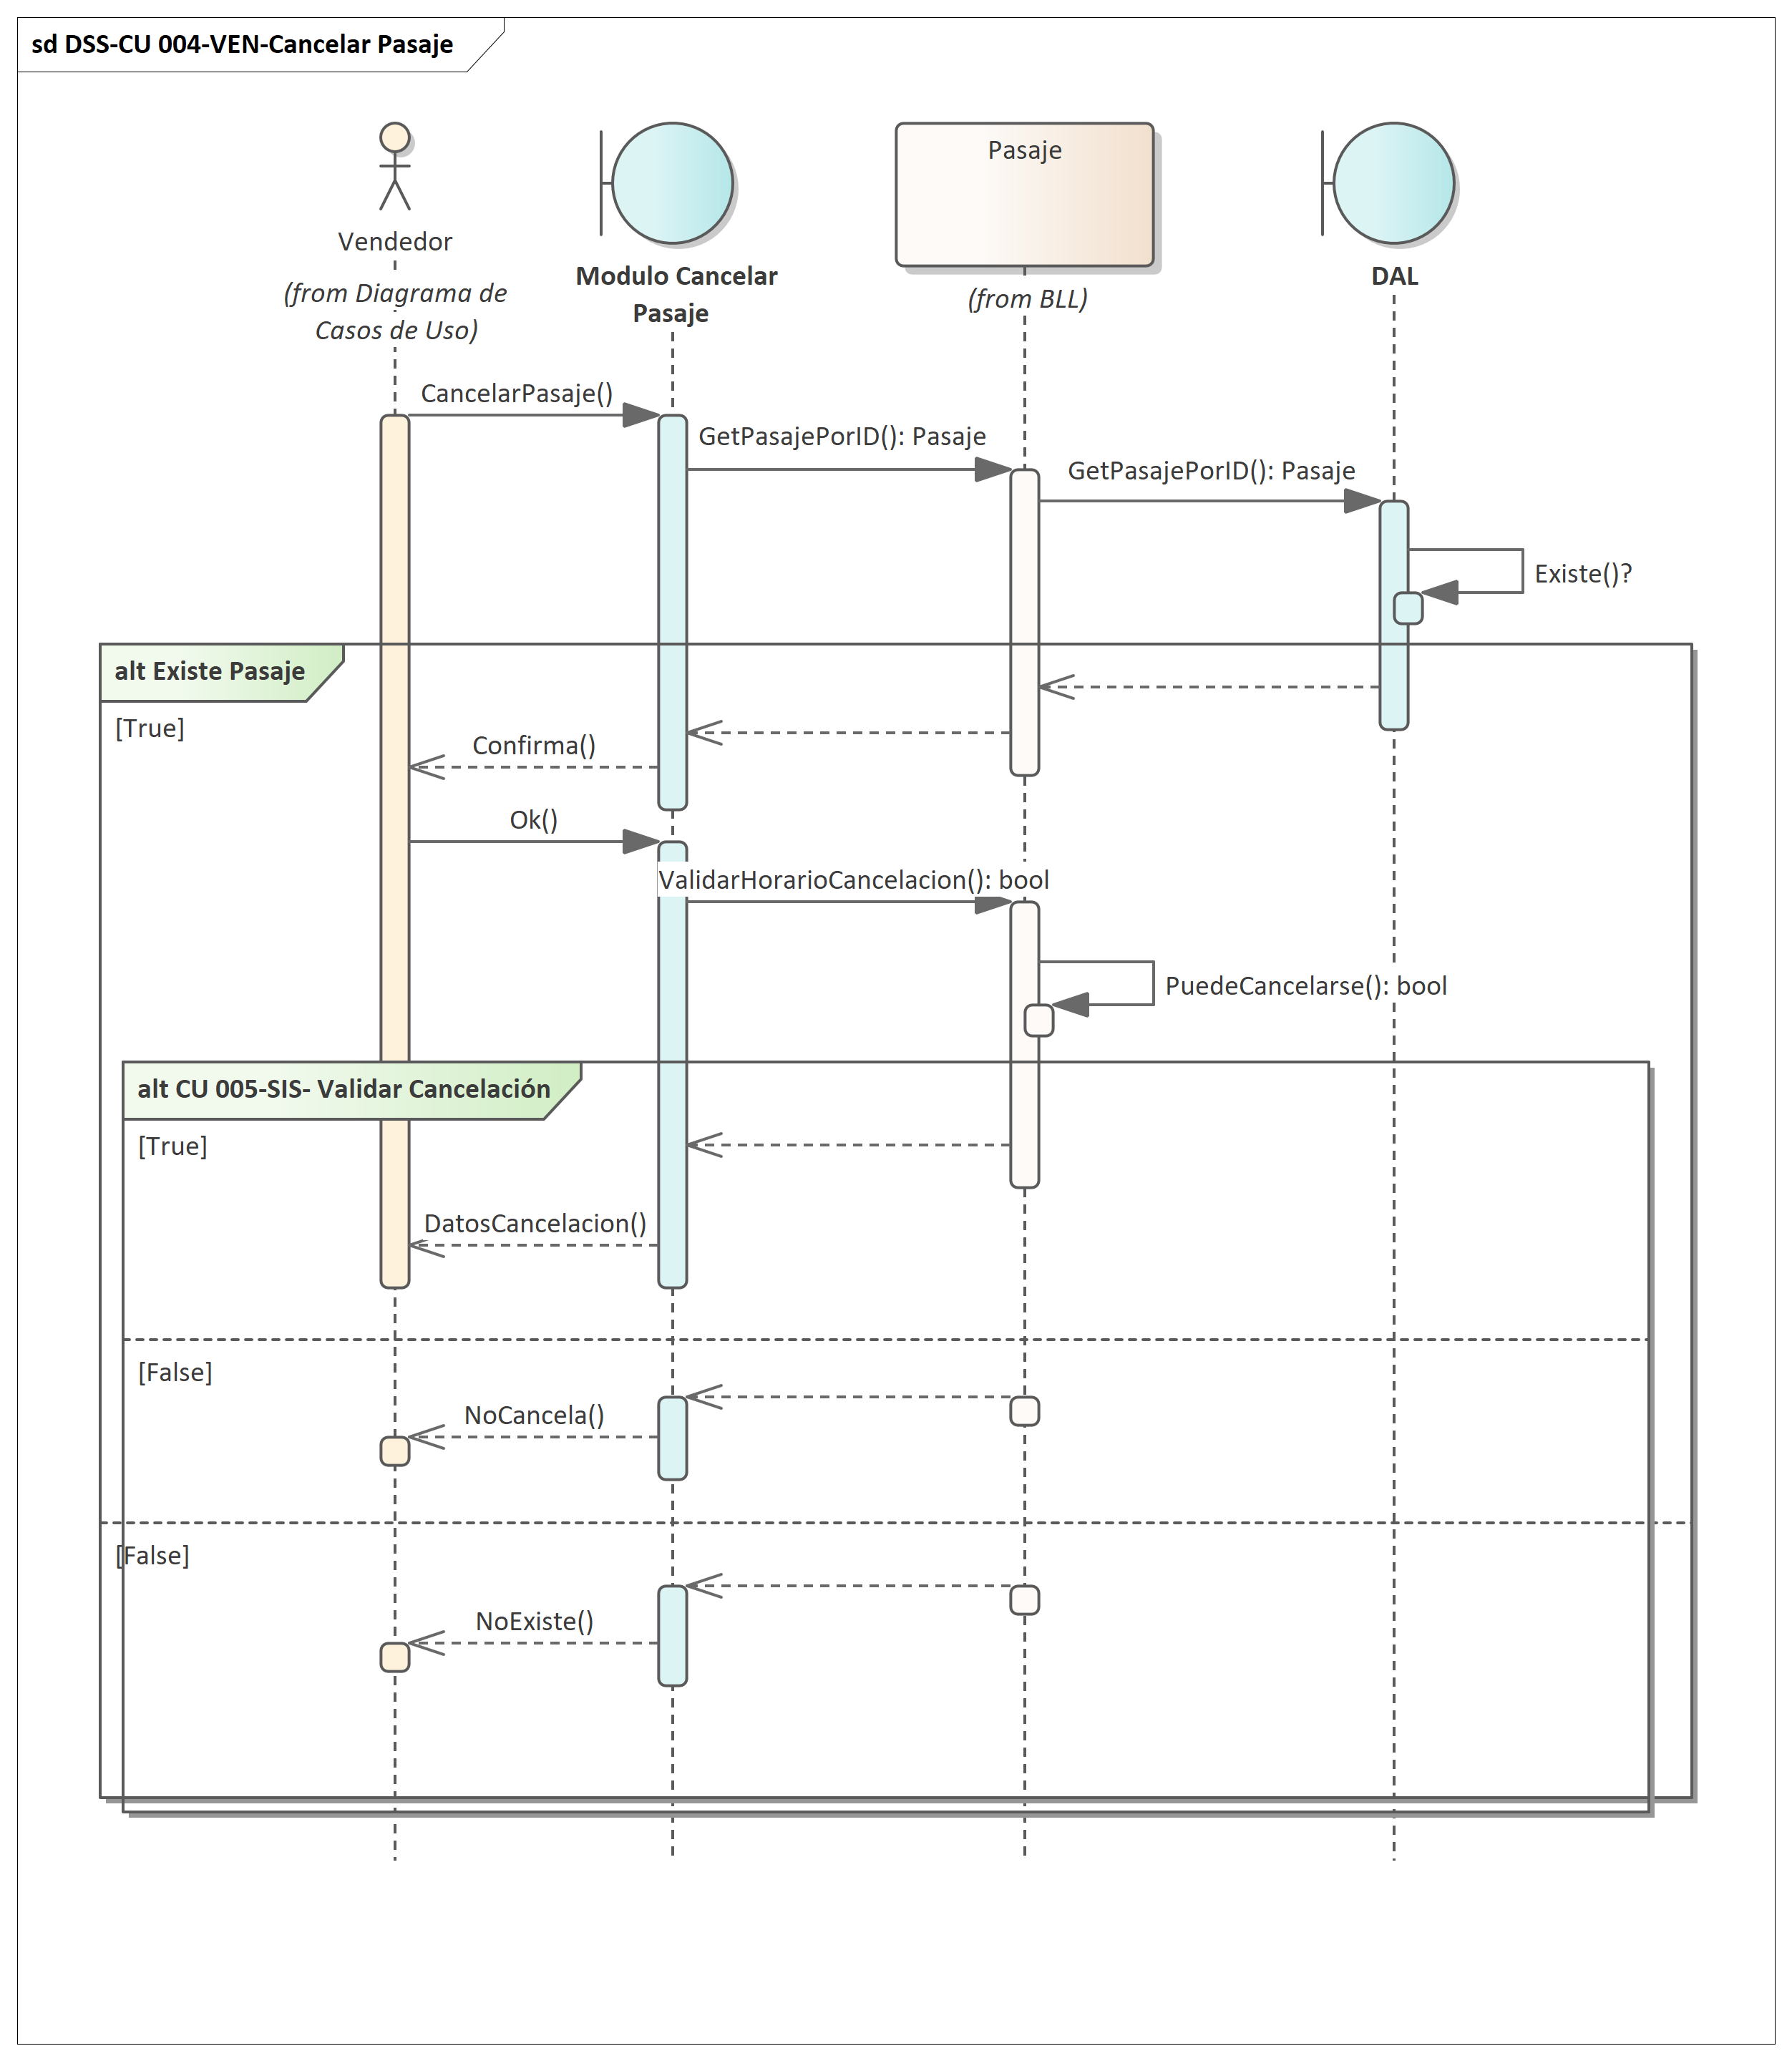 sd DSS-CU 004-VEN-Cancelar Pasaje
Vendedor
(from Diagrama de
Casos de Uso)
Modulo Cancelar
Pasaje
Pasaje
(from BLL)
DAL
CancelarPasaje()
GetPasajePorID(): Pasaje
GetPasajePorID(): Pasaje
Existe()?
alt Existe Pasaje
[True]
Confirma()
Ok()
ValidarHorarioCancelacion(): bool
PuedeCancelarse(): bool
alt CU 005-SIS- Validar Cancelación
[True]
DatosCancelacion()
[False]
NoCancela()
[False]
NoExiste()